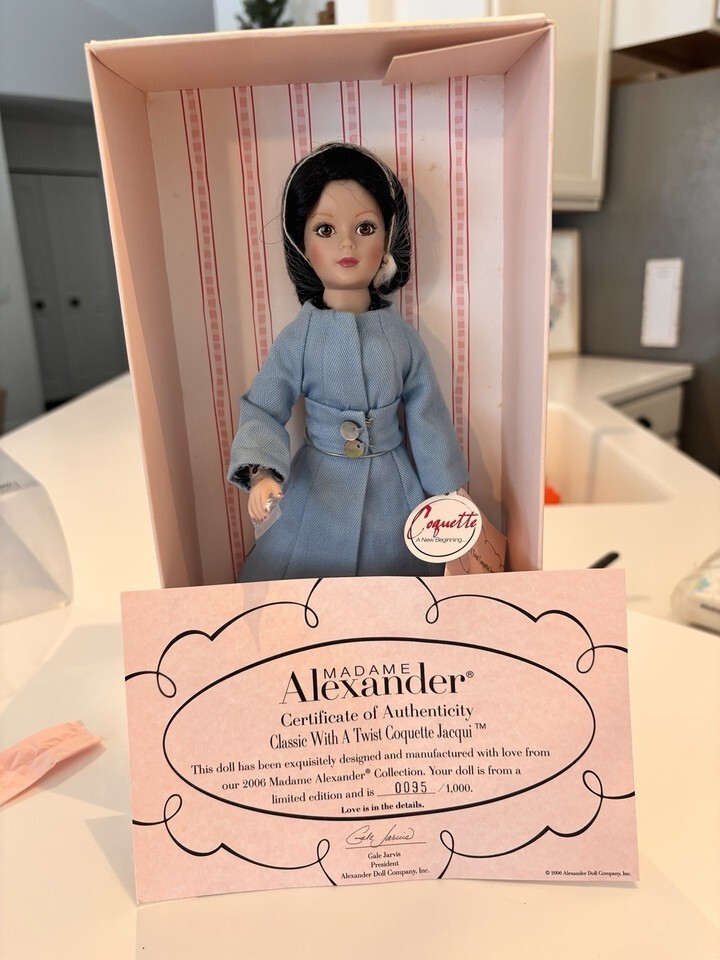 Coquette
A New Beginning...
MADAME
Alexander®
Certificate of Authenticity
Classic With A Twist Coquette Jacqui™
This doll has been exquisitely designed and manufactured with love from
our 2006 Madame Alexander® Collection. Your doll is from a
limited edition and is 0095 /1,000.
Love is in the details.
Gale Jarvis
Gale Jarvis
President
Alexander Doll Company, Inc.
© 2006 Alexander Doll Company, Inc.